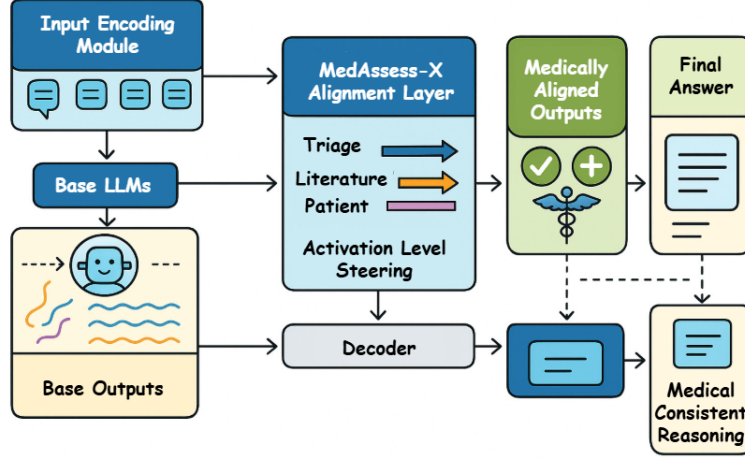 Input Encoding
Module
Base LLMs
Base Outputs
MedAssess-X
Alignment Layer
Triage
Literature
Patient
Activation Level
Steering
Decoder
Medically
Aligned
Outputs
Final
Answer
Medical
Consistent
Reasoning